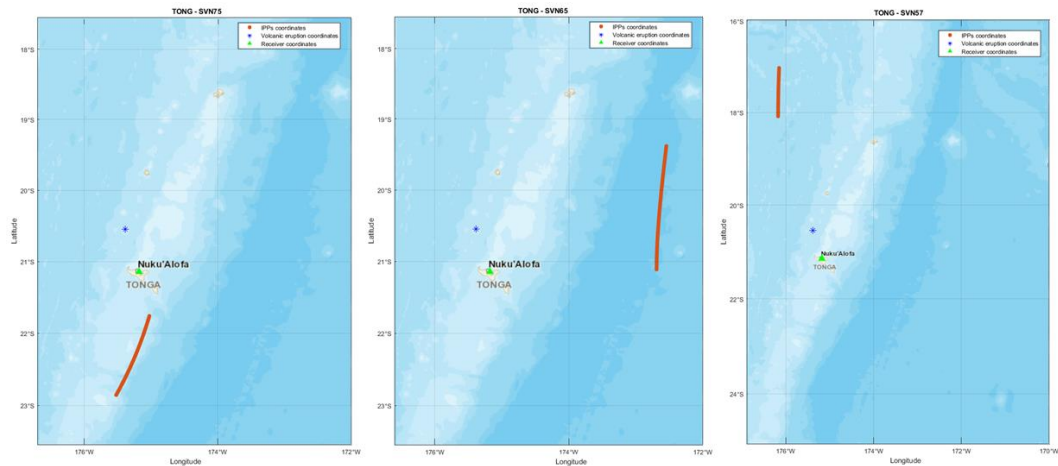 TONG - SVN75
IPPs coordinates
Volcanic eruption coordinates
Receiver coordinates
18°S
19°S
20°S
21°S
22°S
23°S
Latitude
Nuku'Alofa
TONGA
176°W
174°W
172°W
Longitude
TONG - SVN65
IPPs coordinates
Volcanic eruption coordinates
Receiver coordinates
18°S
19°S
20°S
21°S
22°S
23°S
Latitude
Nuku'Alofa
TONGA
176°W
174°W
172°W
Longitude
TONG - SVN57
IPPs coordinates
Volcanic eruption coordinates
Receiver coordinates
16°S
18°S
20°S
22°S
24°S
Latitude
Nuku'Alofa
TONGA
176°W
174°W
172°W
170°W
Longitude